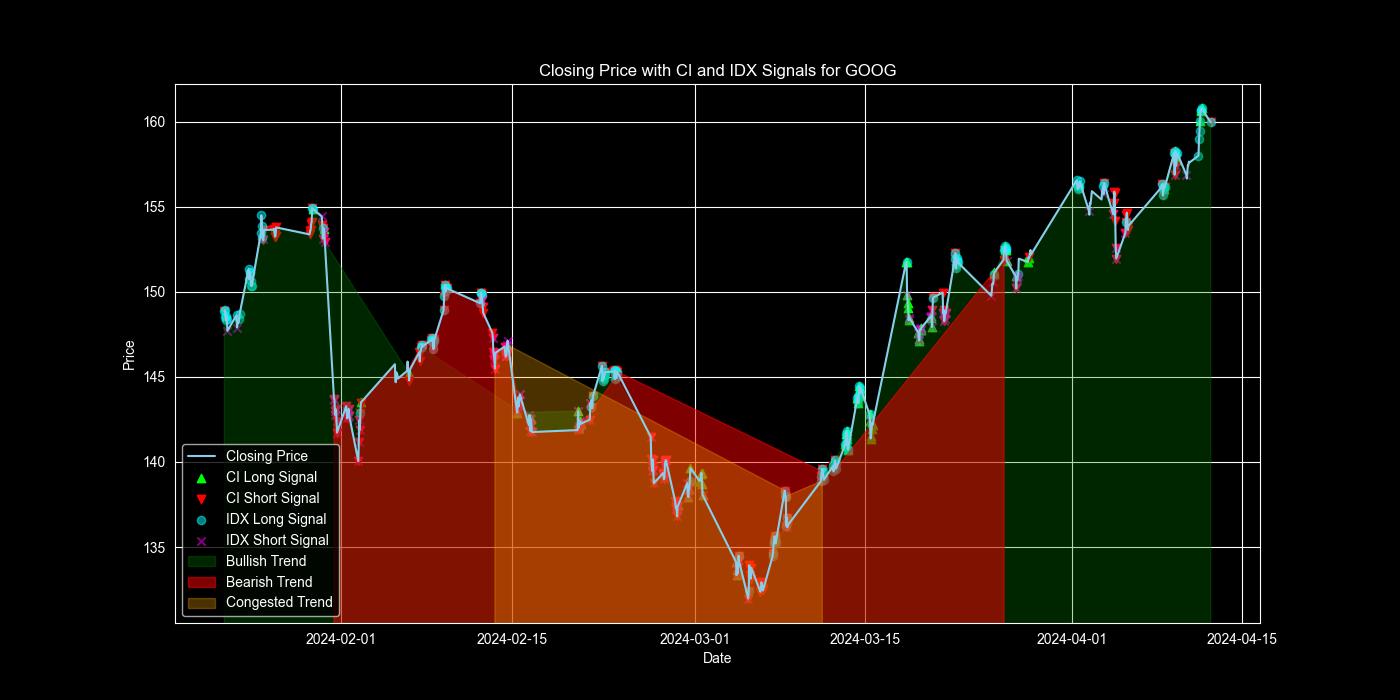 Closing Price with CI and IDX Signals for GOOG
160
155
150
145
140
135
Price
Closing Price
CI Long Signal
CI Short Signal
IDX Long Signal
IDX Short Signal
Bullish Trend
Bearish Trend
Congested Trend
2024-02-01
2024-02-15
2024-03-01
2024-03-15
2024-04-01
2024-04-15
Date